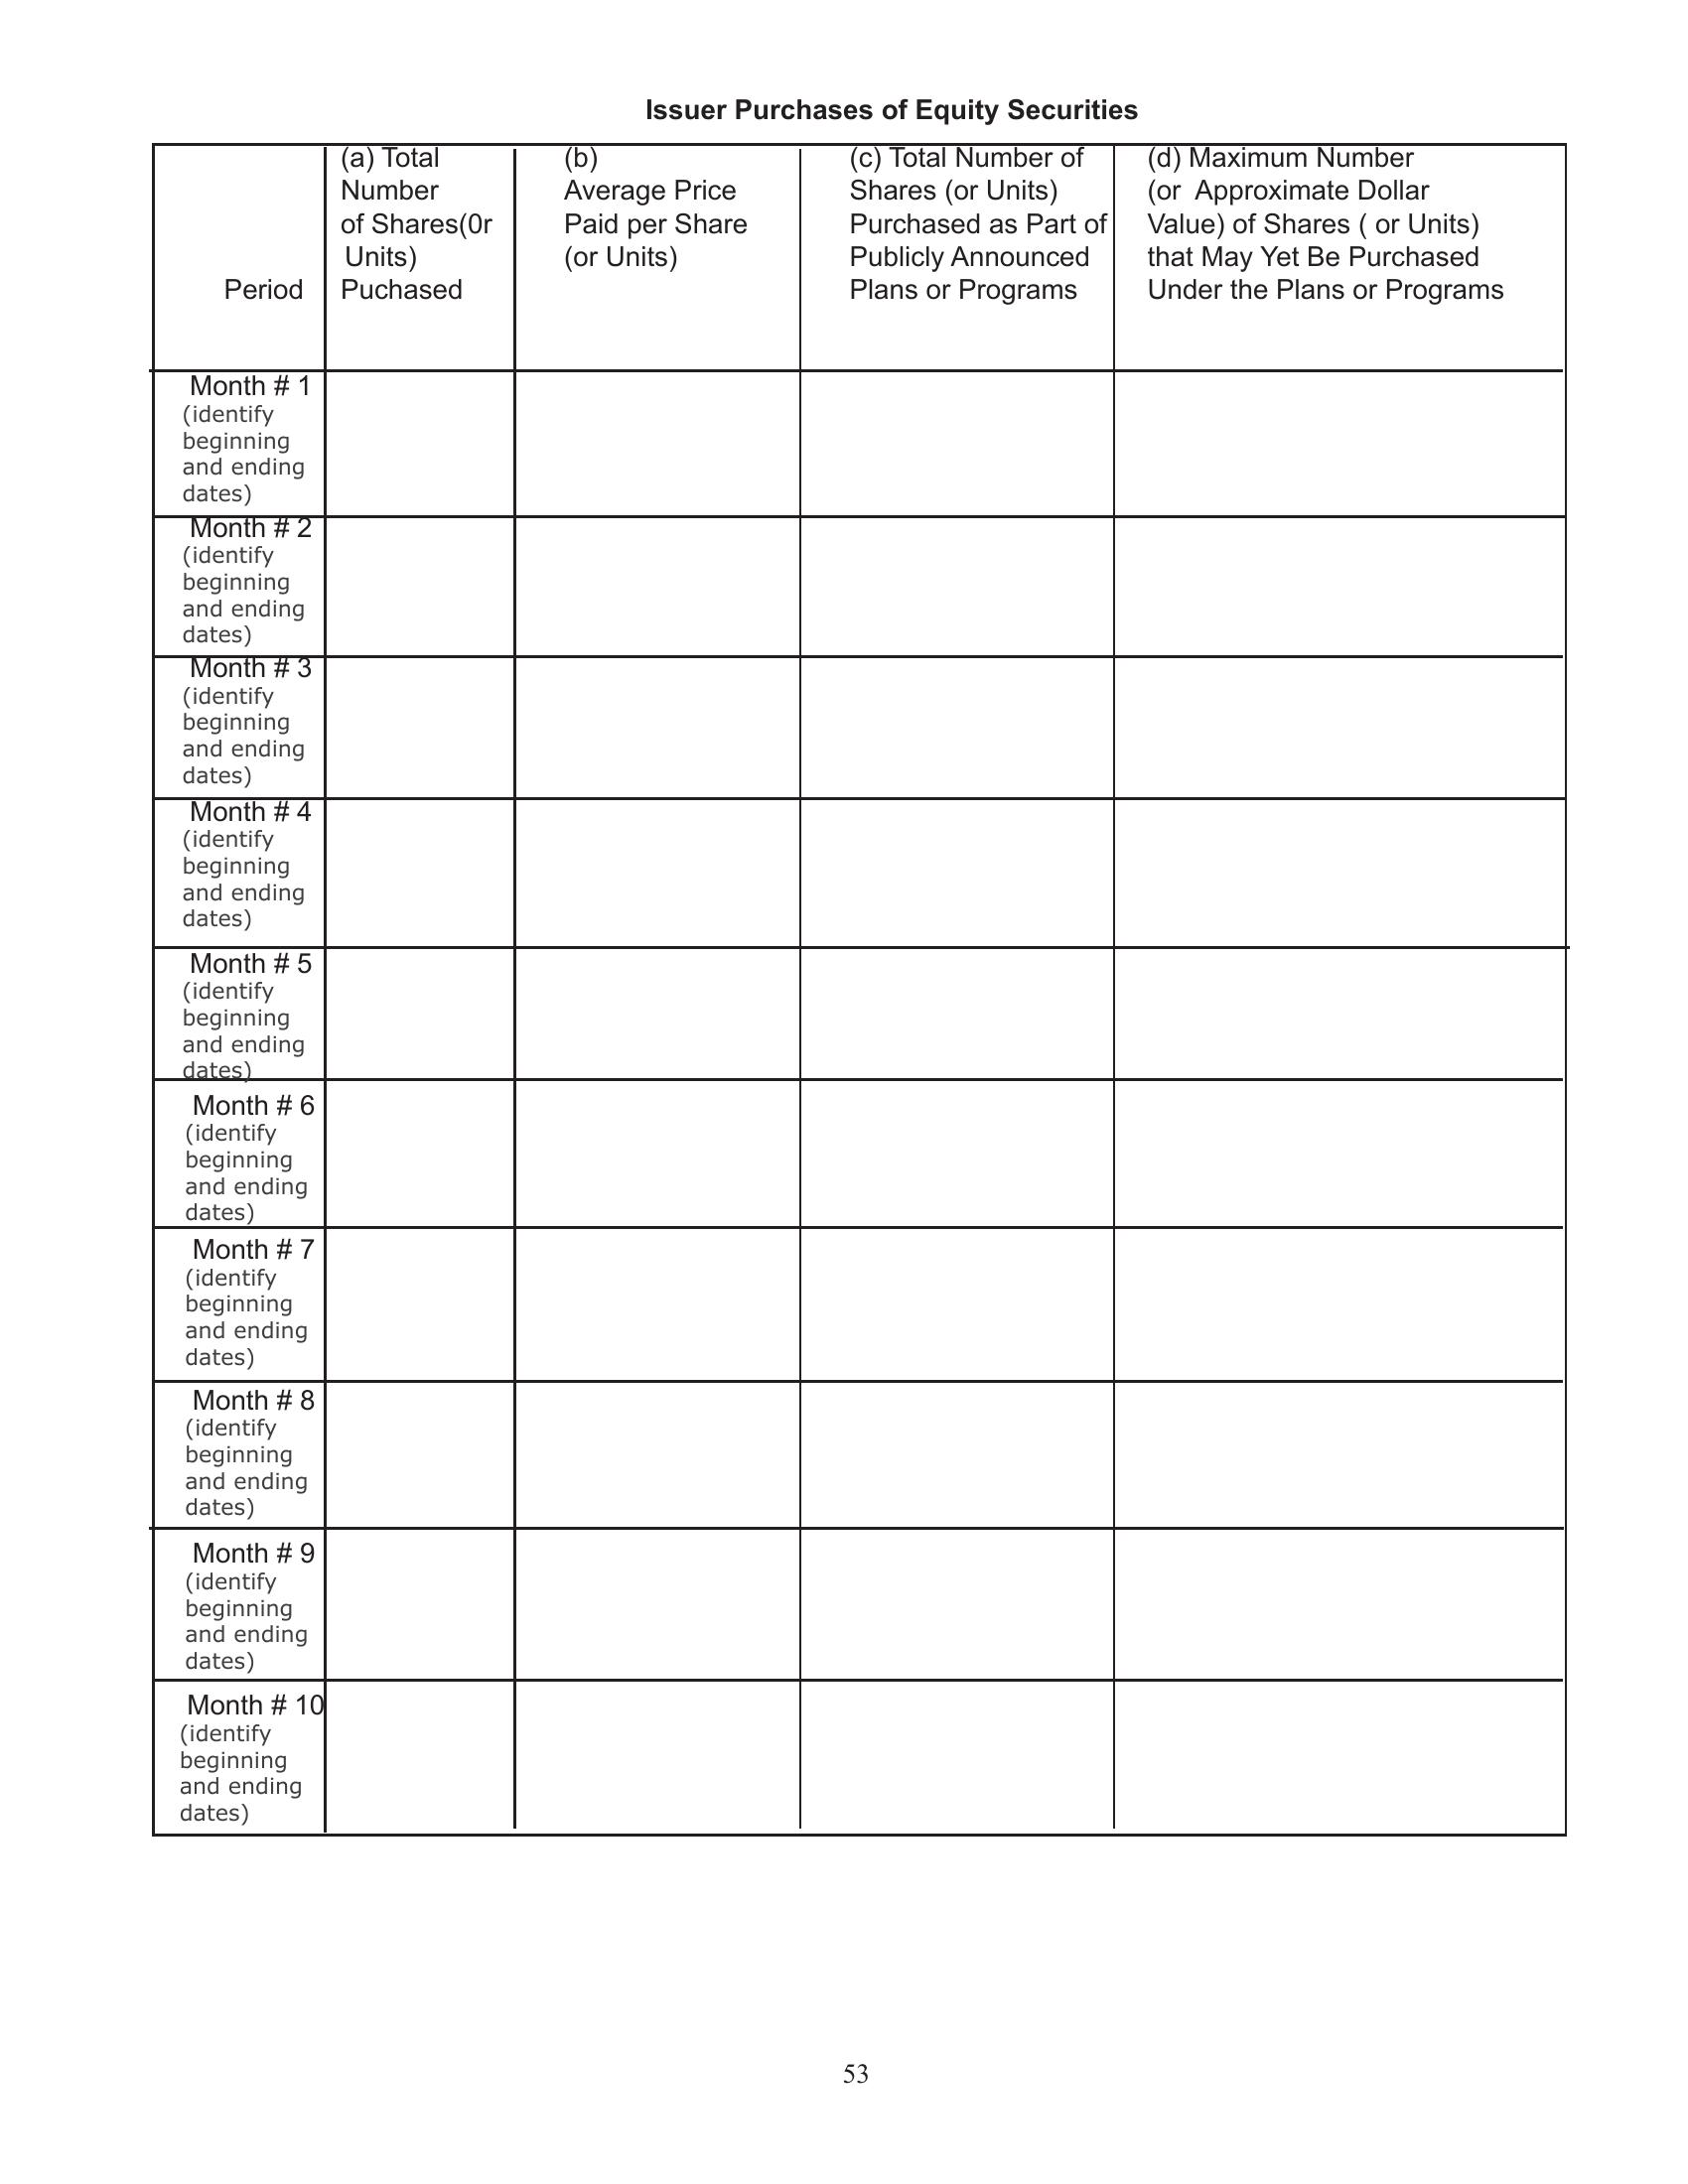 Issuer Purchases of Equity Securities
Period
(a) Total
Number
of Shares(0r
Units)
Puchased
(b)
Average Price
Paid per Share
(or Units)
(c) Total Number of
Shares (or Units)
Purchased as Part of
Publicly Announced
Plans or Programs
(d) Maximum Number
(or  Approximate Dollar
Value) of Shares ( or Units)
that May Yet Be Purchased
Under the Plans or Programs
Month # 1
(identify
beginning
and ending
dates)
Month # 2
(identify
beginning
and ending
dates)
Month # 3
(identify
beginning
and ending
dates)
Month # 4
(identify
beginning
and ending
dates)
Month # 5
(identify
beginning
and ending
dates)
Month # 6
(identify
beginning
and ending
dates)
Month # 7
(identify
beginning
and ending
dates)
Month # 8
(identify
beginning
and ending
dates)
Month # 9
(identify
beginning
and ending
dates)
Month # 10
(identify
beginning
and ending
dates)
53